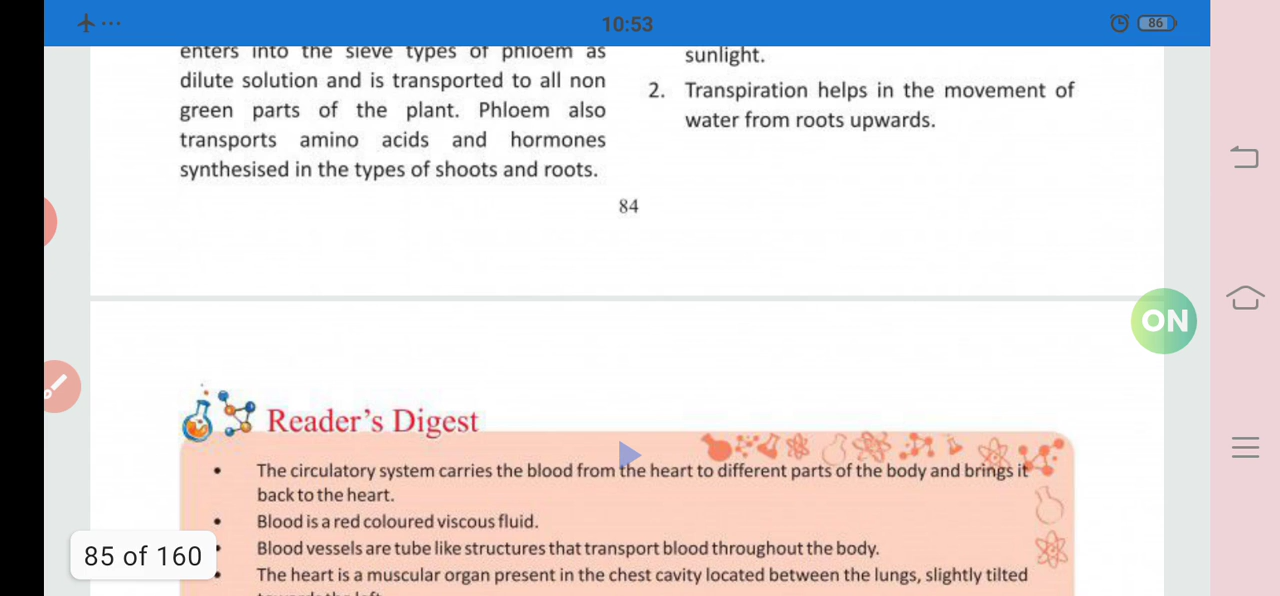 10:53
86
enters into the sieve types of phloem as
dilute solution and is transported to all non
green parts of the plant. Phloem also
transports amino acids and hormones
synthesised in the types of shoots and roots.
sunlight.
2. Transpiration helps in the movement of
water from roots upwards.
84
ON
Reader's Digest
• The circulatory system carries the blood from the heart to different parts of the body and brings it
back to the heart.
• Blood is a red coloured viscous fluid.
• Blood vessels are tube like structures that transport blood throughout the body.
• The heart is a muscular organ present in the chest cavity located between the lungs, slightly tilted
towards the left.
85 of 160